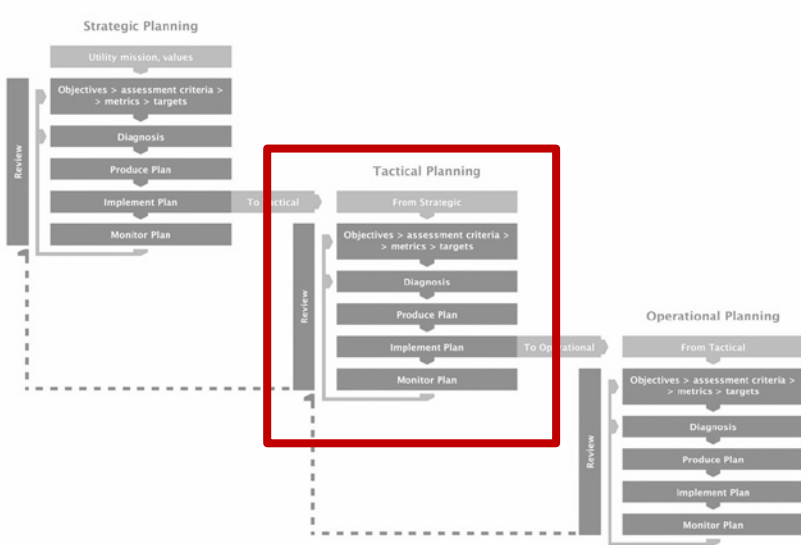 Strategic Planning
Utility mission, values
Objectives > assessment criteria >
> metrics > targets
Diagnosis
Produce Plan
Implement Plan
Monitor Plan
Review
To Tactical
Tactical Planning
From Strategic
Objectives > assessment criteria >
> metrics > targets
Diagnosis
Produce Plan
Implement Plan
Monitor Plan
Review
To Operational
Operational Planning
From Tactical
Objectives > assessment criteria >
> metrics > targets
Diagnosis
Produce Plan
Implement Plan
Monitor Plan
Review